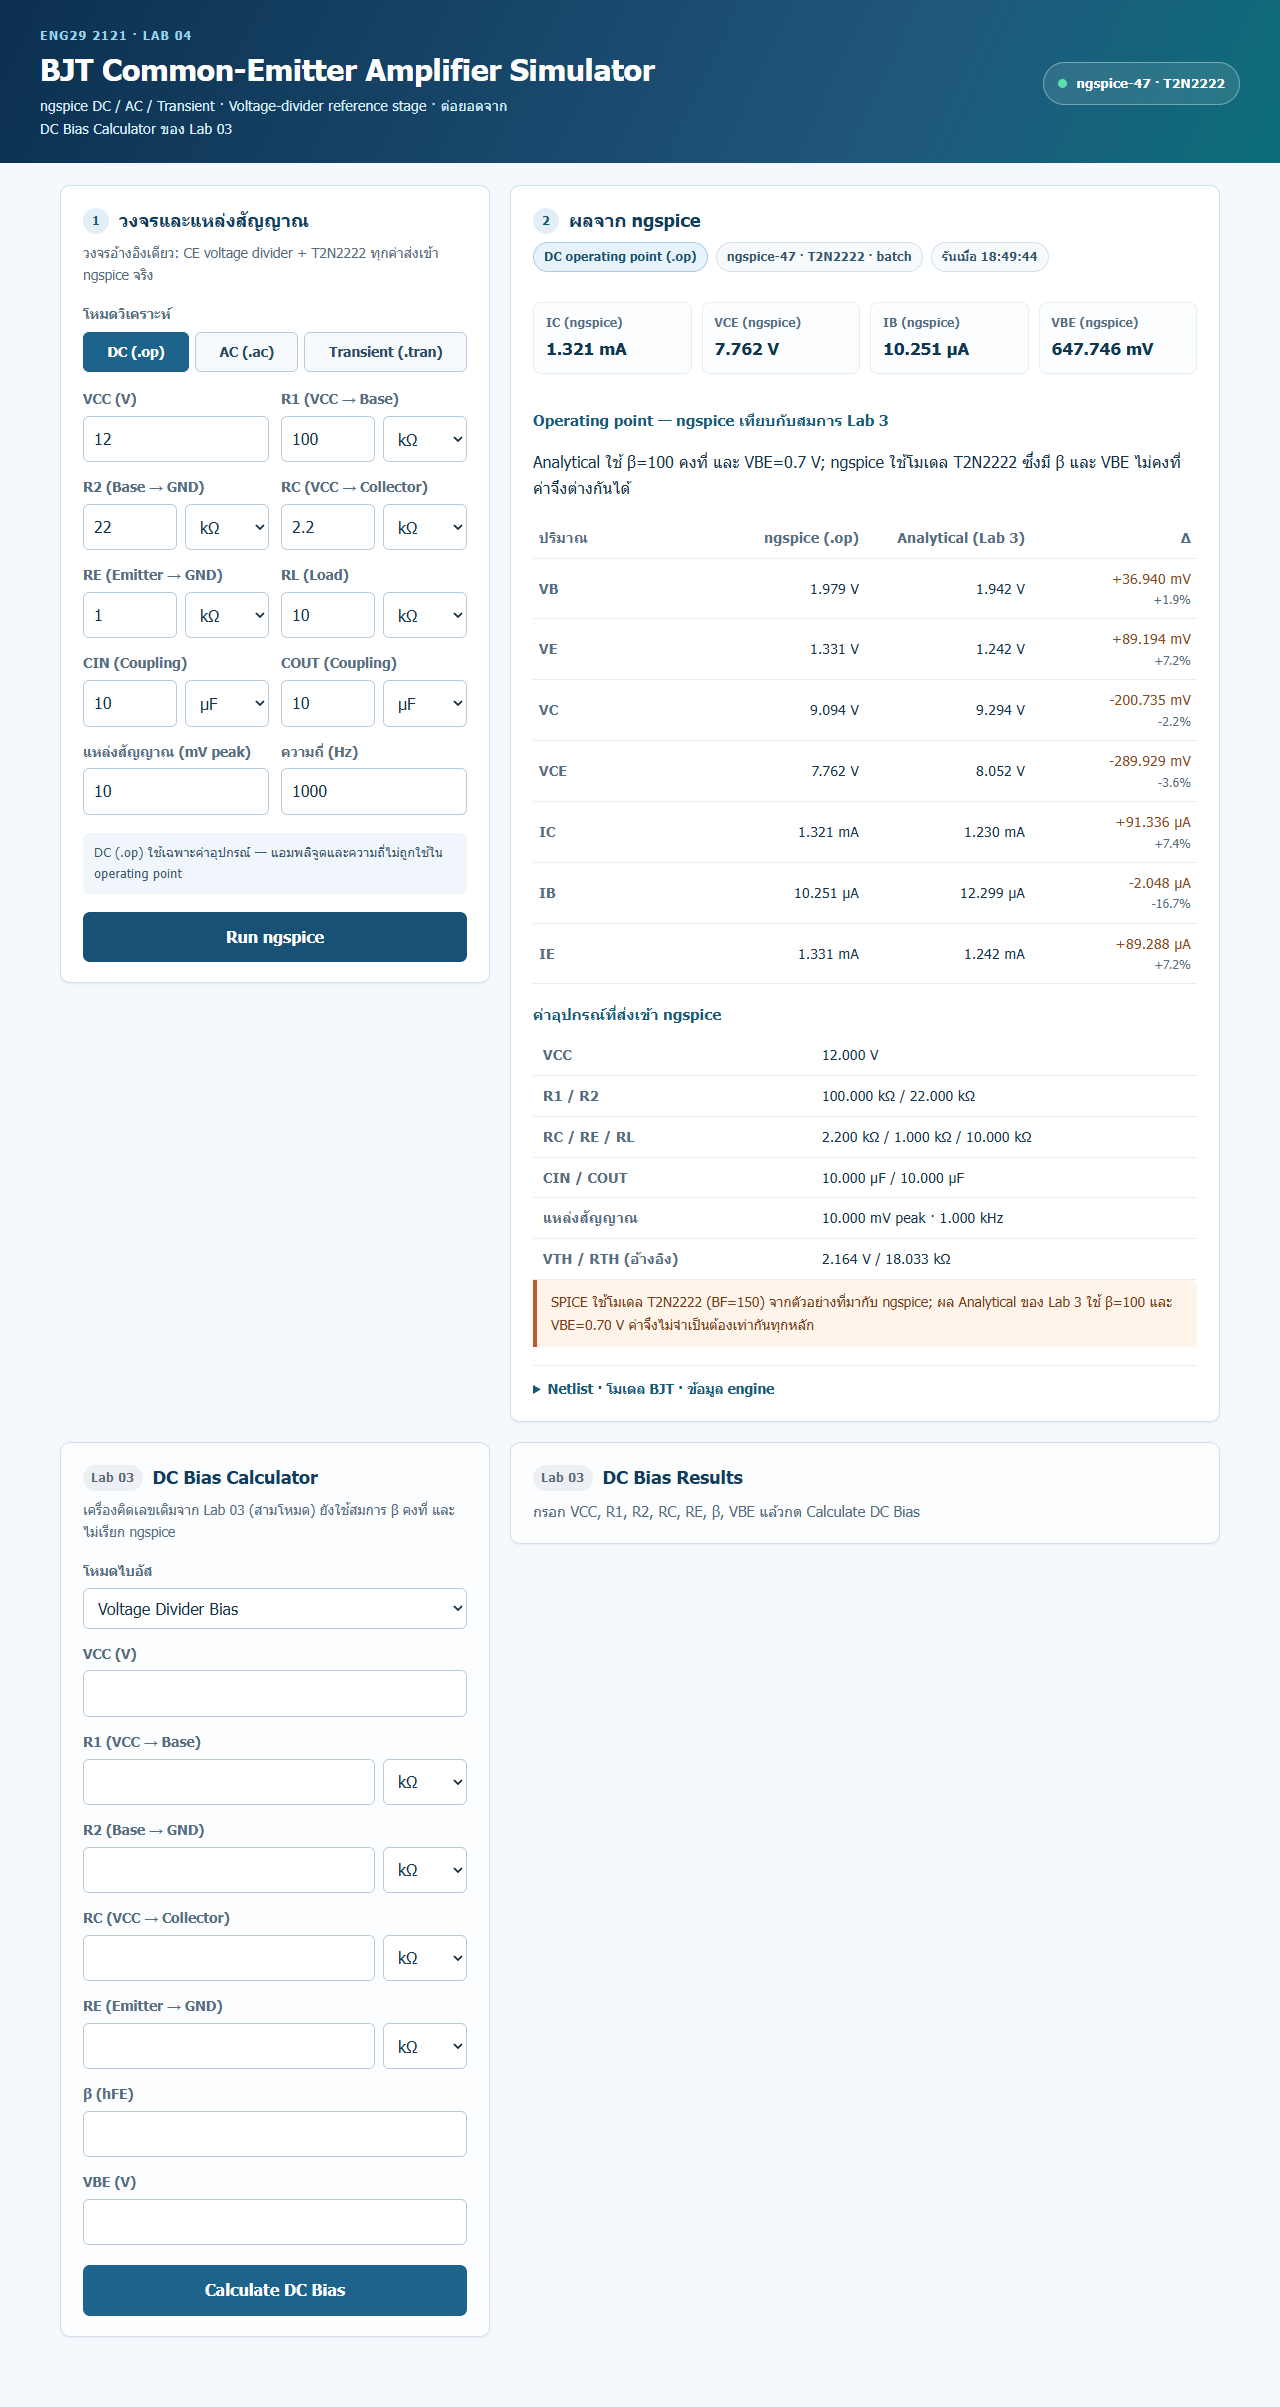 ENG29 2121 · LAB 04
BJT Common-Emitter Amplifier Simulator
ngspice DC / AC / Transient · Voltage-divider reference stage · ต่อยอดจาก
DC Bias Calculator ของ Lab 03
ngspice-47 · T2N2222
1 วงจรและแหล่งสัญญาณ
วงจรอ้างอิงเดียว: CE voltage divider + T2N2222 ทุกค่าส่งเข้า
ngspice จริง
โหมดวิเคราะห์
DC (.op) AC (.ac) Transient (.tran)
VCC (V) R1 (VCC → Base)
12 100 kΩ
R2 (Base → GND) RC (VCC → Collector)
22 kΩ 2.2 kΩ
RE (Emitter → GND) RL (Load)
1 kΩ 10 kΩ
CIN (Coupling) COUT (Coupling)
10 µF 10 µF
แหล่งสัญญาณ (mV peak) ความถี่ (Hz)
10 1000
DC (.op) ใช้เฉพาะค่าอุปกรณ์ — แอมพลิจูดและความถี่ไม่ถูกใช้ใน
operating point
Run ngspice
2 ผลจาก ngspice
DC operating point (.op) ngspice-47 · T2N2222 · batch รันเมื่อ 18:49:44
IC (ngspice) VCE (ngspice) IB (ngspice) VBE (ngspice)
1.321 mA 7.762 V 10.251 µA 647.746 mV
Operating point — ngspice เทียบกับสมการ Lab 3
Analytical ใช้ β=100 คงที่ และ VBE=0.7 V; ngspice ใช้โมเดล T2N2222 ซึ่งมี β และ VBE ไม่คงที่
ค่าจึงต่างกันได้
ปริมาณ ngspice (.op) Analytical (Lab 3) Δ
VB 1.979 V 1.942 V +36.940 mV
+1.9%
VE 1.331 V 1.242 V +89.194 mV
+7.2%
VC 9.094 V 9.294 V -200.735 mV
-2.2%
VCE 7.762 V 8.052 V -289.929 mV
-3.6%
IC 1.321 mA 1.230 mA +91.336 µA
+7.4%
IB 10.251 µA 12.299 µA -2.048 µA
-16.7%
IE 1.331 mA 1.242 mA +89.288 µA
+7.2%
ค่าอุปกรณ์ที่ส่งเข้า ngspice
VCC 12.000 V
R1 / R2 100.000 kΩ / 22.000 kΩ
RC / RE / RL 2.200 kΩ / 1.000 kΩ / 10.000 kΩ
CIN / COUT 10.000 µF / 10.000 µF
แหล่งสัญญาณ 10.000 mV peak · 1.000 kHz
VTH / RTH (อ้างอิง) 2.164 V / 18.033 kΩ
SPICE ใช้โมเดล T2N2222 (BF=150) จากตัวอย่างที่มากับ ngspice; ผล Analytical ของ Lab 3 ใช้ β=100 และ
VBE=0.70 V ค่าจึงไม่จำเป็นต้องเท่ากันทุกหลัก
▶ Netlist · โมเดล BJT · ข้อมูล engine
Lab 03 DC Bias Calculator
เครื่องคิดเลขเดิมจาก Lab 03 (สามโหมด) ยังใช้สมการ β คงที่ และ
ไม่เรียก ngspice
โหมดไบอัส
Voltage Divider Bias
VCC (V)
R1 (VCC → Base)
kΩ
R2 (Base → GND)
kΩ
RC (VCC → Collector)
kΩ
RE (Emitter → GND)
kΩ
β (hFE)
VBE (V)
Calculate DC Bias
Lab 03 DC Bias Results
กรอก VCC, R1, R2, RC, RE, β, VBE แล้วกด Calculate DC Bias